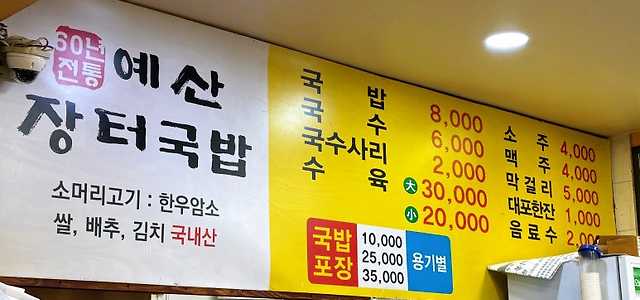 60년
전통
예산
장터국밥
소머리고기 : 한우암소
쌀, 배추, 김치 국내산
국 밥 8,000
국 수 6,000
국수사리 2,000
수 육 大 30,000
小 20,000
소 주 4,000
맥 주 4,000
막걸리 5,000
대포한잔 1,000
음료수 2,000
국밥
포장
10,000
25,000
35,000
용기별